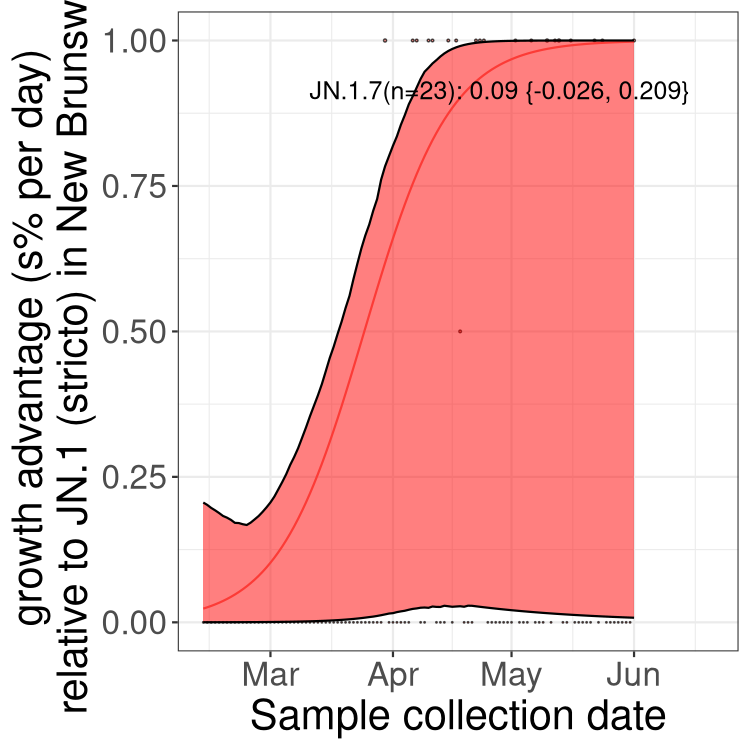 growth advantage (s% per day)
relative to JN.1 (stricto) in New Brunsw
1.00
0.75
0.50
0.25
0.00
JN.1.7(n=23): 0.09 {-0.026, 0.209}
Mar Apr May Jun
Sample collection date